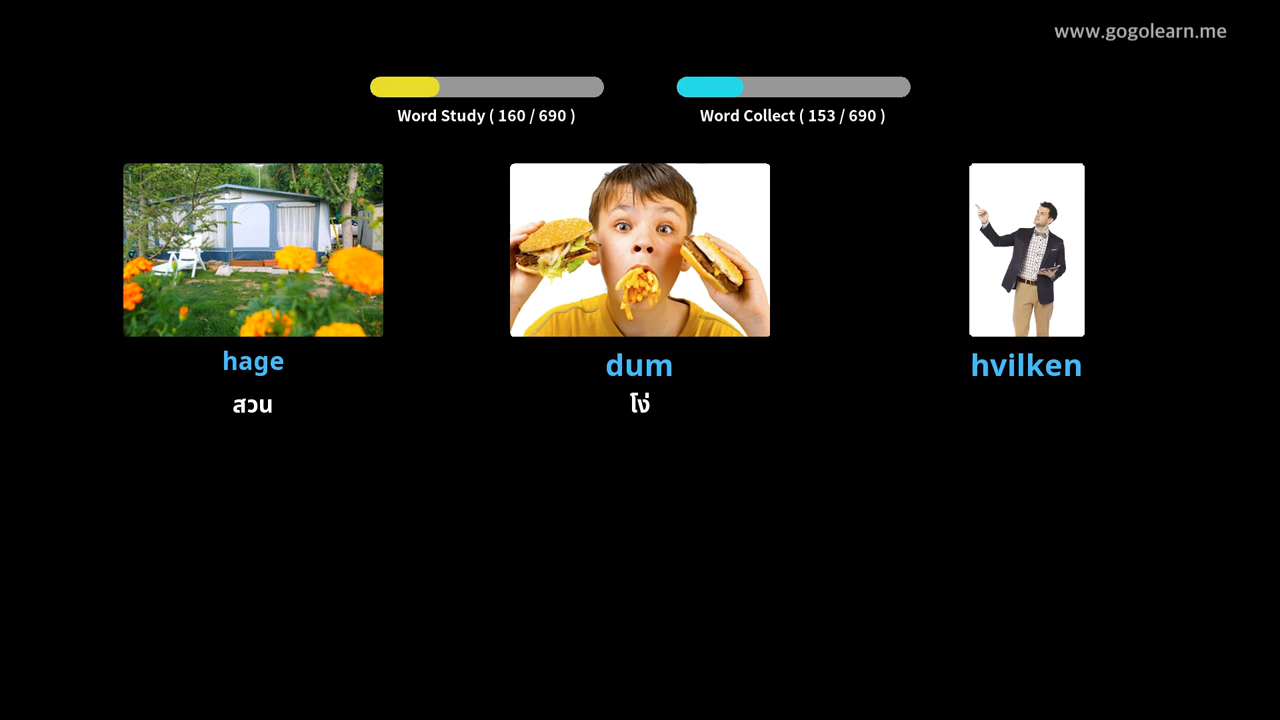 www.gogolearn.me
Word Study ( 160 / 690 )
Word Collect ( 153 / 690 )
hage
dum
hvilken
สวน
โง่